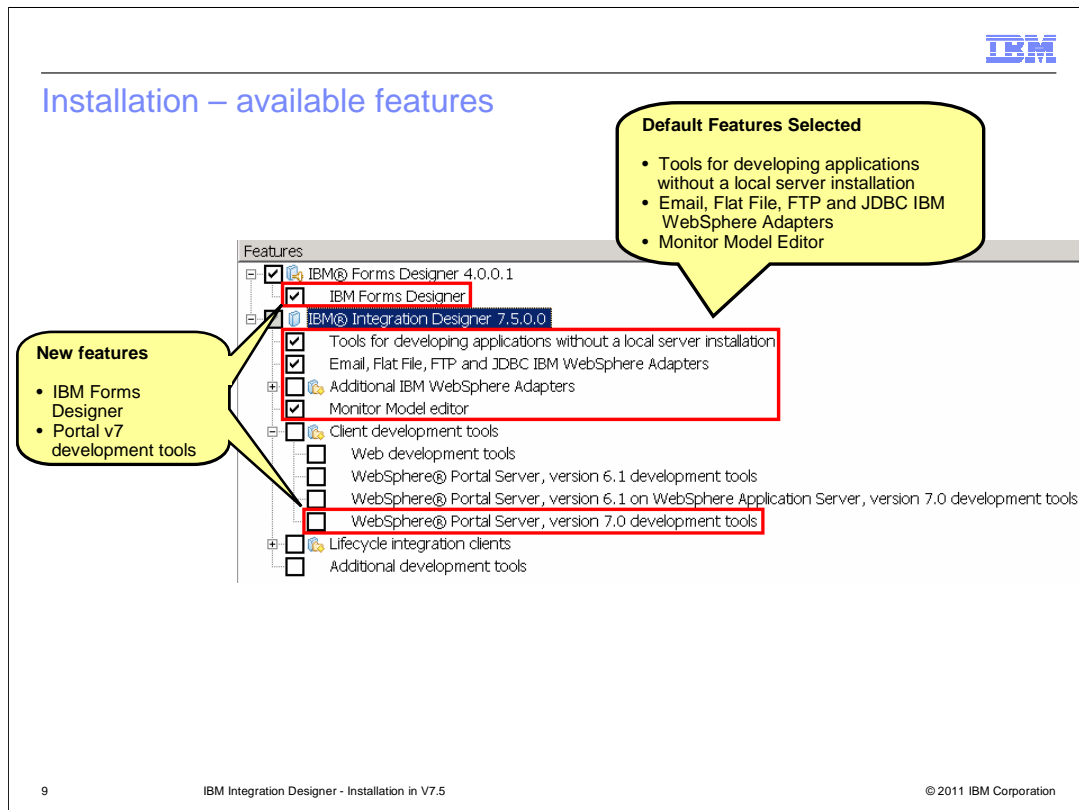 IBM
Installation – available features
Default Features Selected
• Tools for developing applications
without a local server installation
• Email, Flat File, FTP and JDBC IBM
WebSphere Adapters
• Monitor Model Editor
Features
IBM® Forms Designer 4.0.0.1
IBM Forms Designer
IBM® Integration Designer 7.5.0.0
Tools for developing applications without a local server installation
Email, Flat File, FTP and JDBC IBM WebSphere Adapters
Additional IBM WebSphere Adapters
Monitor Model editor
Client development tools
Web development tools
WebSphere® Portal Server, version 6.1 development tools
WebSphere® Portal Server, version 6.1 on WebSphere Application Server, version 7.0 development tools
WebSphere® Portal Server, version 7.0 development tools
Lifecycle integration clients
Additional development tools
New features
• IBM Forms
Designer
• Portal v7
development tools
9 IBM Integration Designer - Installation in V7.5 © 2011 IBM Corporation